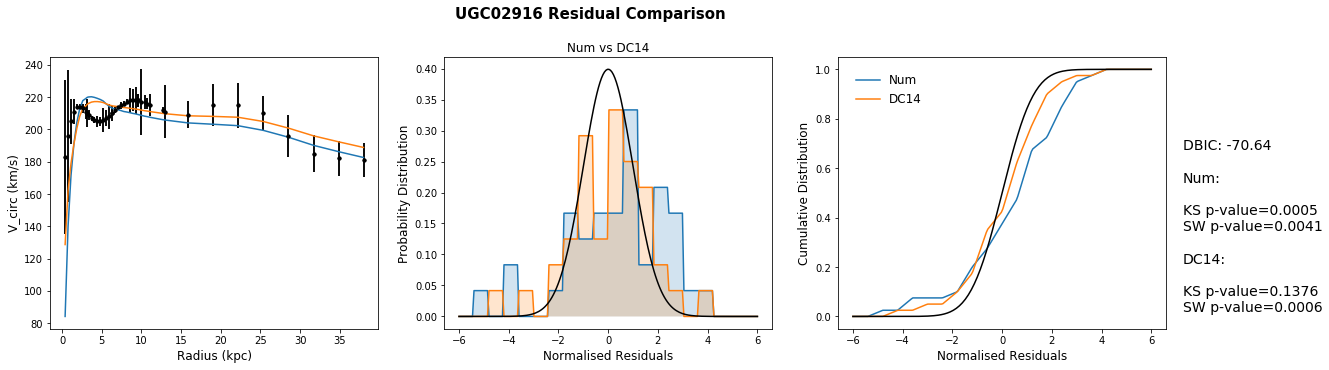 UGC02916 Residual Comparison
240
220
200
180
160
140
120
100
80
V_circ (km/s)
0
5
10
15
20
25
30
35
Radius (kpc)
Num vs DC14
0.40
0.35
0.30
0.25
0.20
0.15
0.10
0.05
0.00
Probability Distribution
−6
−4
−2
0
2
4
6
Normalised Residuals
1.0
0.8
0.6
0.4
0.2
0.0
Cumulative Distribution
Num
DC14
−6
−4
−2
0
2
4
6
Normalised Residuals
DBIC: -70.64
Num:
KS p-value=0.0005
SW p-value=0.0041
DC14:
KS p-value=0.1376
SW p-value=0.0006